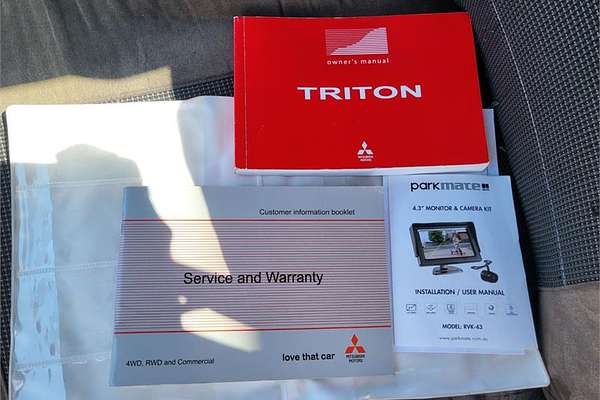 owner's manual
TRITON
MITSUBISHI
MOTORS
parkmate
4.3" MONITOR & CAMERA KIT
INSTALLATION / USER MANUAL
MODEL: RVK-43
www.parkmate.com.au
Customer information booklet
Service and Warranty
4WD, RWD and Commercial
love that car
MITSUBISHI
MOTORS